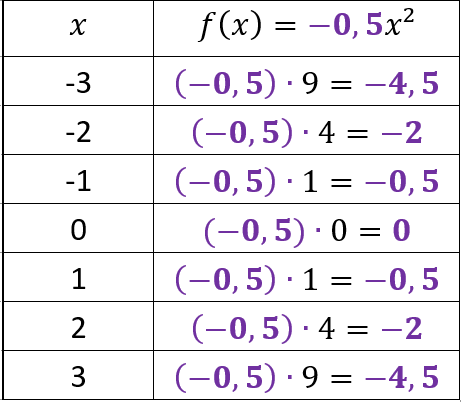 x f(x) = −0,5x²
-3 (−0,5) · 9 = −4,5
-2 (−0,5) · 4 = −2
-1 (−0,5) · 1 = −0,5
0 (−0,5) · 0 = 0
1 (−0,5) · 1 = −0,5
2 (−0,5) · 4 = −2
3 (−0,5) · 9 = −4,5